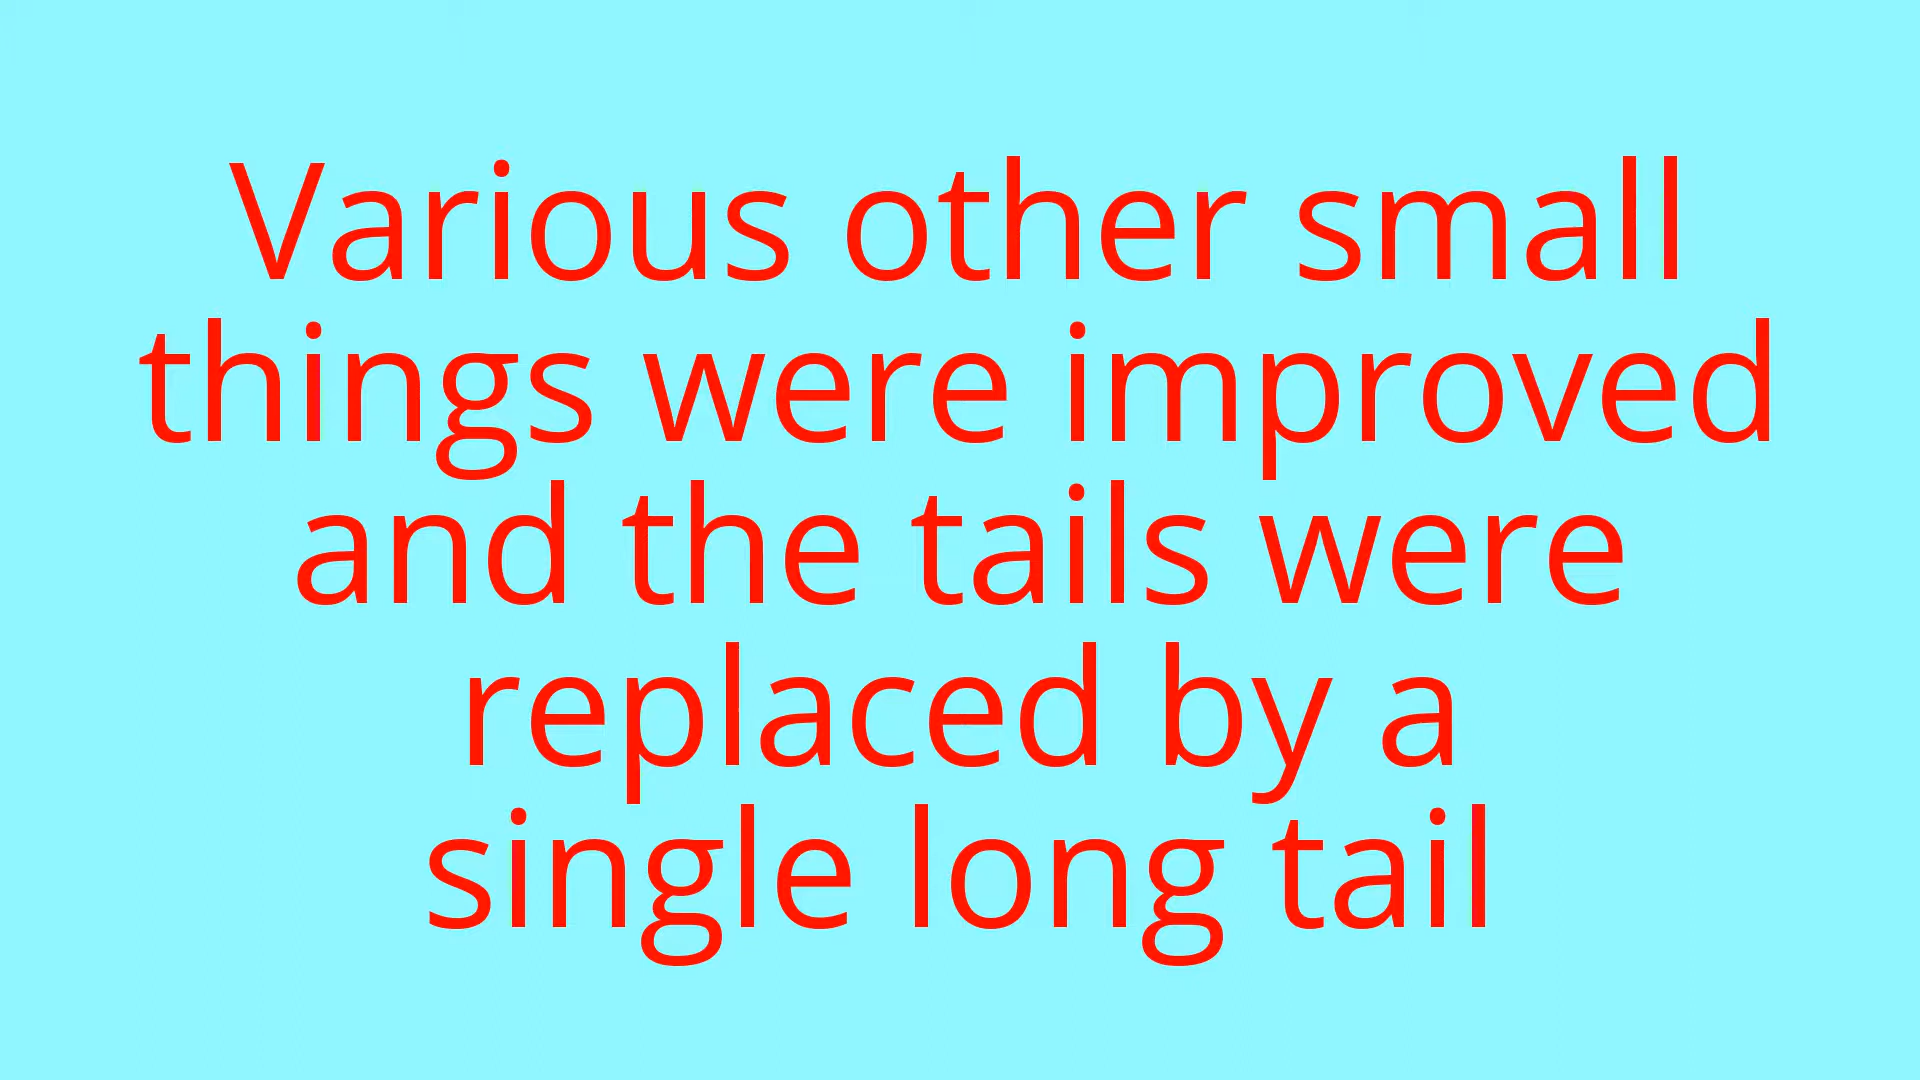 Various other small
things were improved
and the tails were
replaced by a
single long tail